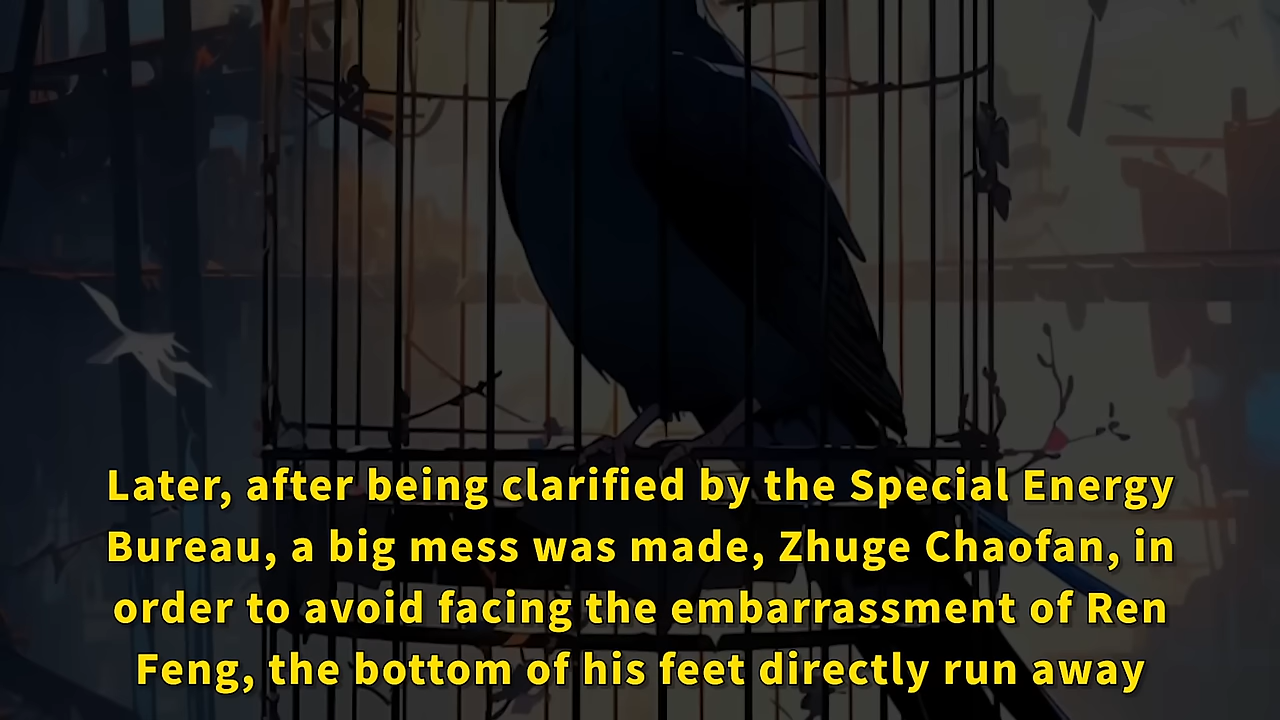 Later, after being clarified by the Special Energy
Bureau, a big mess was made, Zhuge Chaofan, in
order to avoid facing the embarrassment of Ren
Feng, the bottom of his feet directly run away